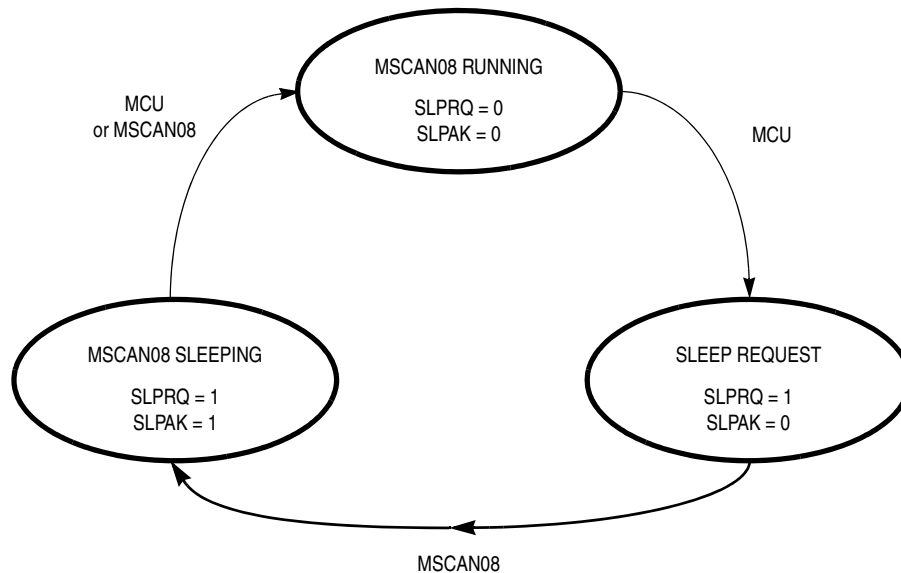 MSCAN08 RUNNING
SLPRQ = 0
SLPAK = 0
MCU
or MSCAN08
MCU
MSCAN08 SLEEPING
SLPRQ = 1
SLPAK = 1
SLEEP REQUEST
SLPRQ = 1
SLPAK = 0
MSCAN08